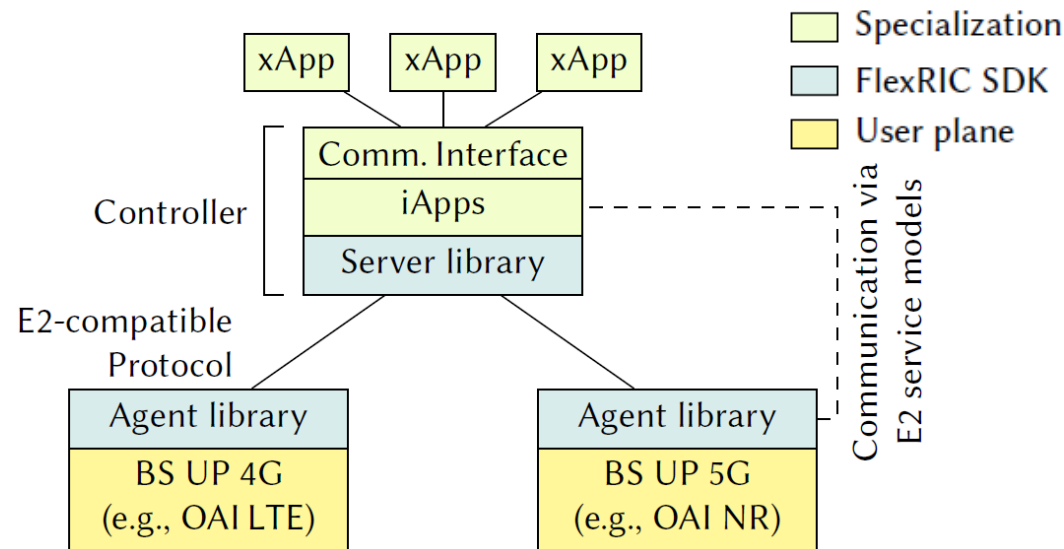 xApp
xApp
xApp
Specialization
FlexRIC SDK
User plane
Comm. Interface
iApps
Server library
Controller
Communication via
E2 service models
E2-compatible
Protocol
Agent library
BS UP 4G
(e.g., OAI LTE)
Agent library
BS UP 5G
(e.g., OAI NR)